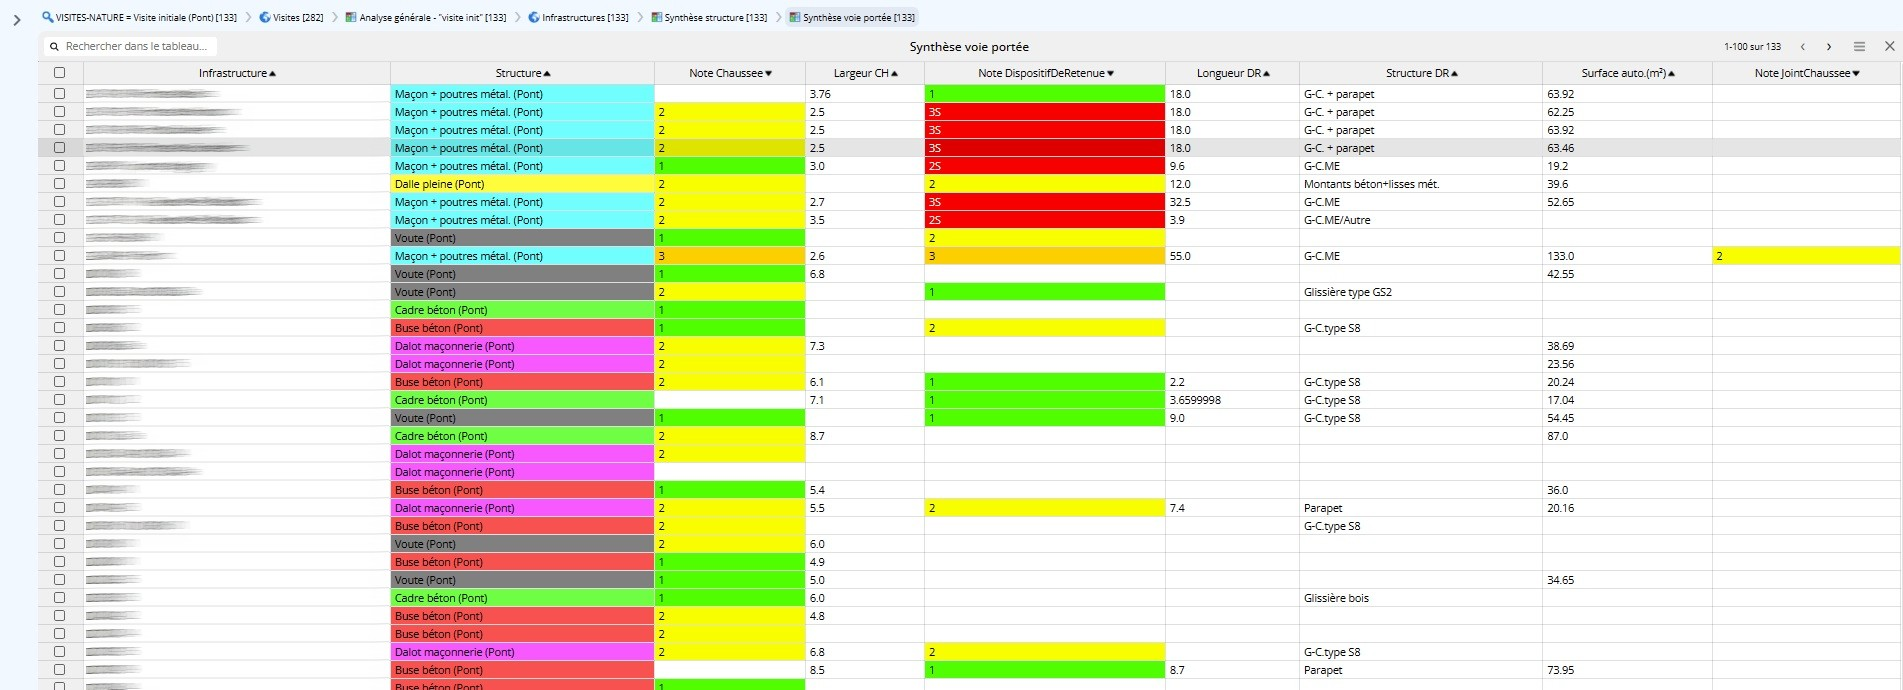 VISITES-NATURE = Visite initiale (Pont) [133] Visites [282] Analyse générale - "visite init" [133] Infrastructures [133] Synthèse structure [133] Synthèse voie portée [133]
Rechercher dans le tableau... Synthèse voie portée 1-100 sur 133
Infrastructure▲ Structure▲ Note Chaussee▼ Largeur CH▲ Note DispositifDeRetenue▼ Longueur DR▲ Structure DR▲ Surface auto.(m²)▲ Note JointChaussee▼
Maçon + poutres métal. (Pont) 3.76 1 18.0 G-C. + parapet 63.92
Maçon + poutres métal. (Pont) 2 2.5 3S 18.0 G-C. + parapet 62.25
Maçon + poutres métal. (Pont) 2 2.5 3S 18.0 G-C. + parapet 63.92
Maçon + poutres métal. (Pont) 2 2.5 3S 18.0 G-C. + parapet 63.46
Maçon + poutres métal. (Pont) 1 3.0 2S 9.6 G-C.ME 19.2
Dalle pleine (Pont) 2 2 12.0 Montants béton+lisses mét. 39.6
Maçon + poutres métal. (Pont) 2 2.7 3S 32.5 G-C.ME 52.65
Maçon + poutres métal. (Pont) 2 3.5 2S 3.9 G-C.ME/Autre
Voute (Pont) 1 2
Maçon + poutres métal. (Pont) 3 2.6 3 55.0 G-C.ME 133.0 2
Voute (Pont) 1 6.8 42.55
Voute (Pont) 2 1 Glissière type GS2
Cadre béton (Pont) 1
Buse béton (Pont) 1 2 G-C.type S8
Dalot maçonnerie (Pont) 2 7.3 38.69
Dalot maçonnerie (Pont) 2 23.56
Buse béton (Pont) 2 6.1 1 2.2 G-C.type S8 20.24
Cadre béton (Pont) 7.1 1 3.6599998 G-C.type S8 17.04
Voute (Pont) 1 1 9.0 G-C.type S8 54.45
Cadre béton (Pont) 2 8.7 87.0
Dalot maçonnerie (Pont) 2
Dalot maçonnerie (Pont)
Buse béton (Pont) 1 5.4 36.0
Dalot maçonnerie (Pont) 2 5.5 2 7.4 Parapet 20.16
Buse béton (Pont) 2 G-C.type S8
Voute (Pont) 2 6.0
Buse béton (Pont) 1 4.9
Voute (Pont) 1 5.0 34.65
Cadre béton (Pont) 1 6.0 Glissière bois
Buse béton (Pont) 2 4.8
Buse béton (Pont) 2
Dalot maçonnerie (Pont) 2 6.8 2 G-C.type S8
Buse béton (Pont) 8.5 1 8.7 Parapet 73.95
Buse béton (Pont) 1